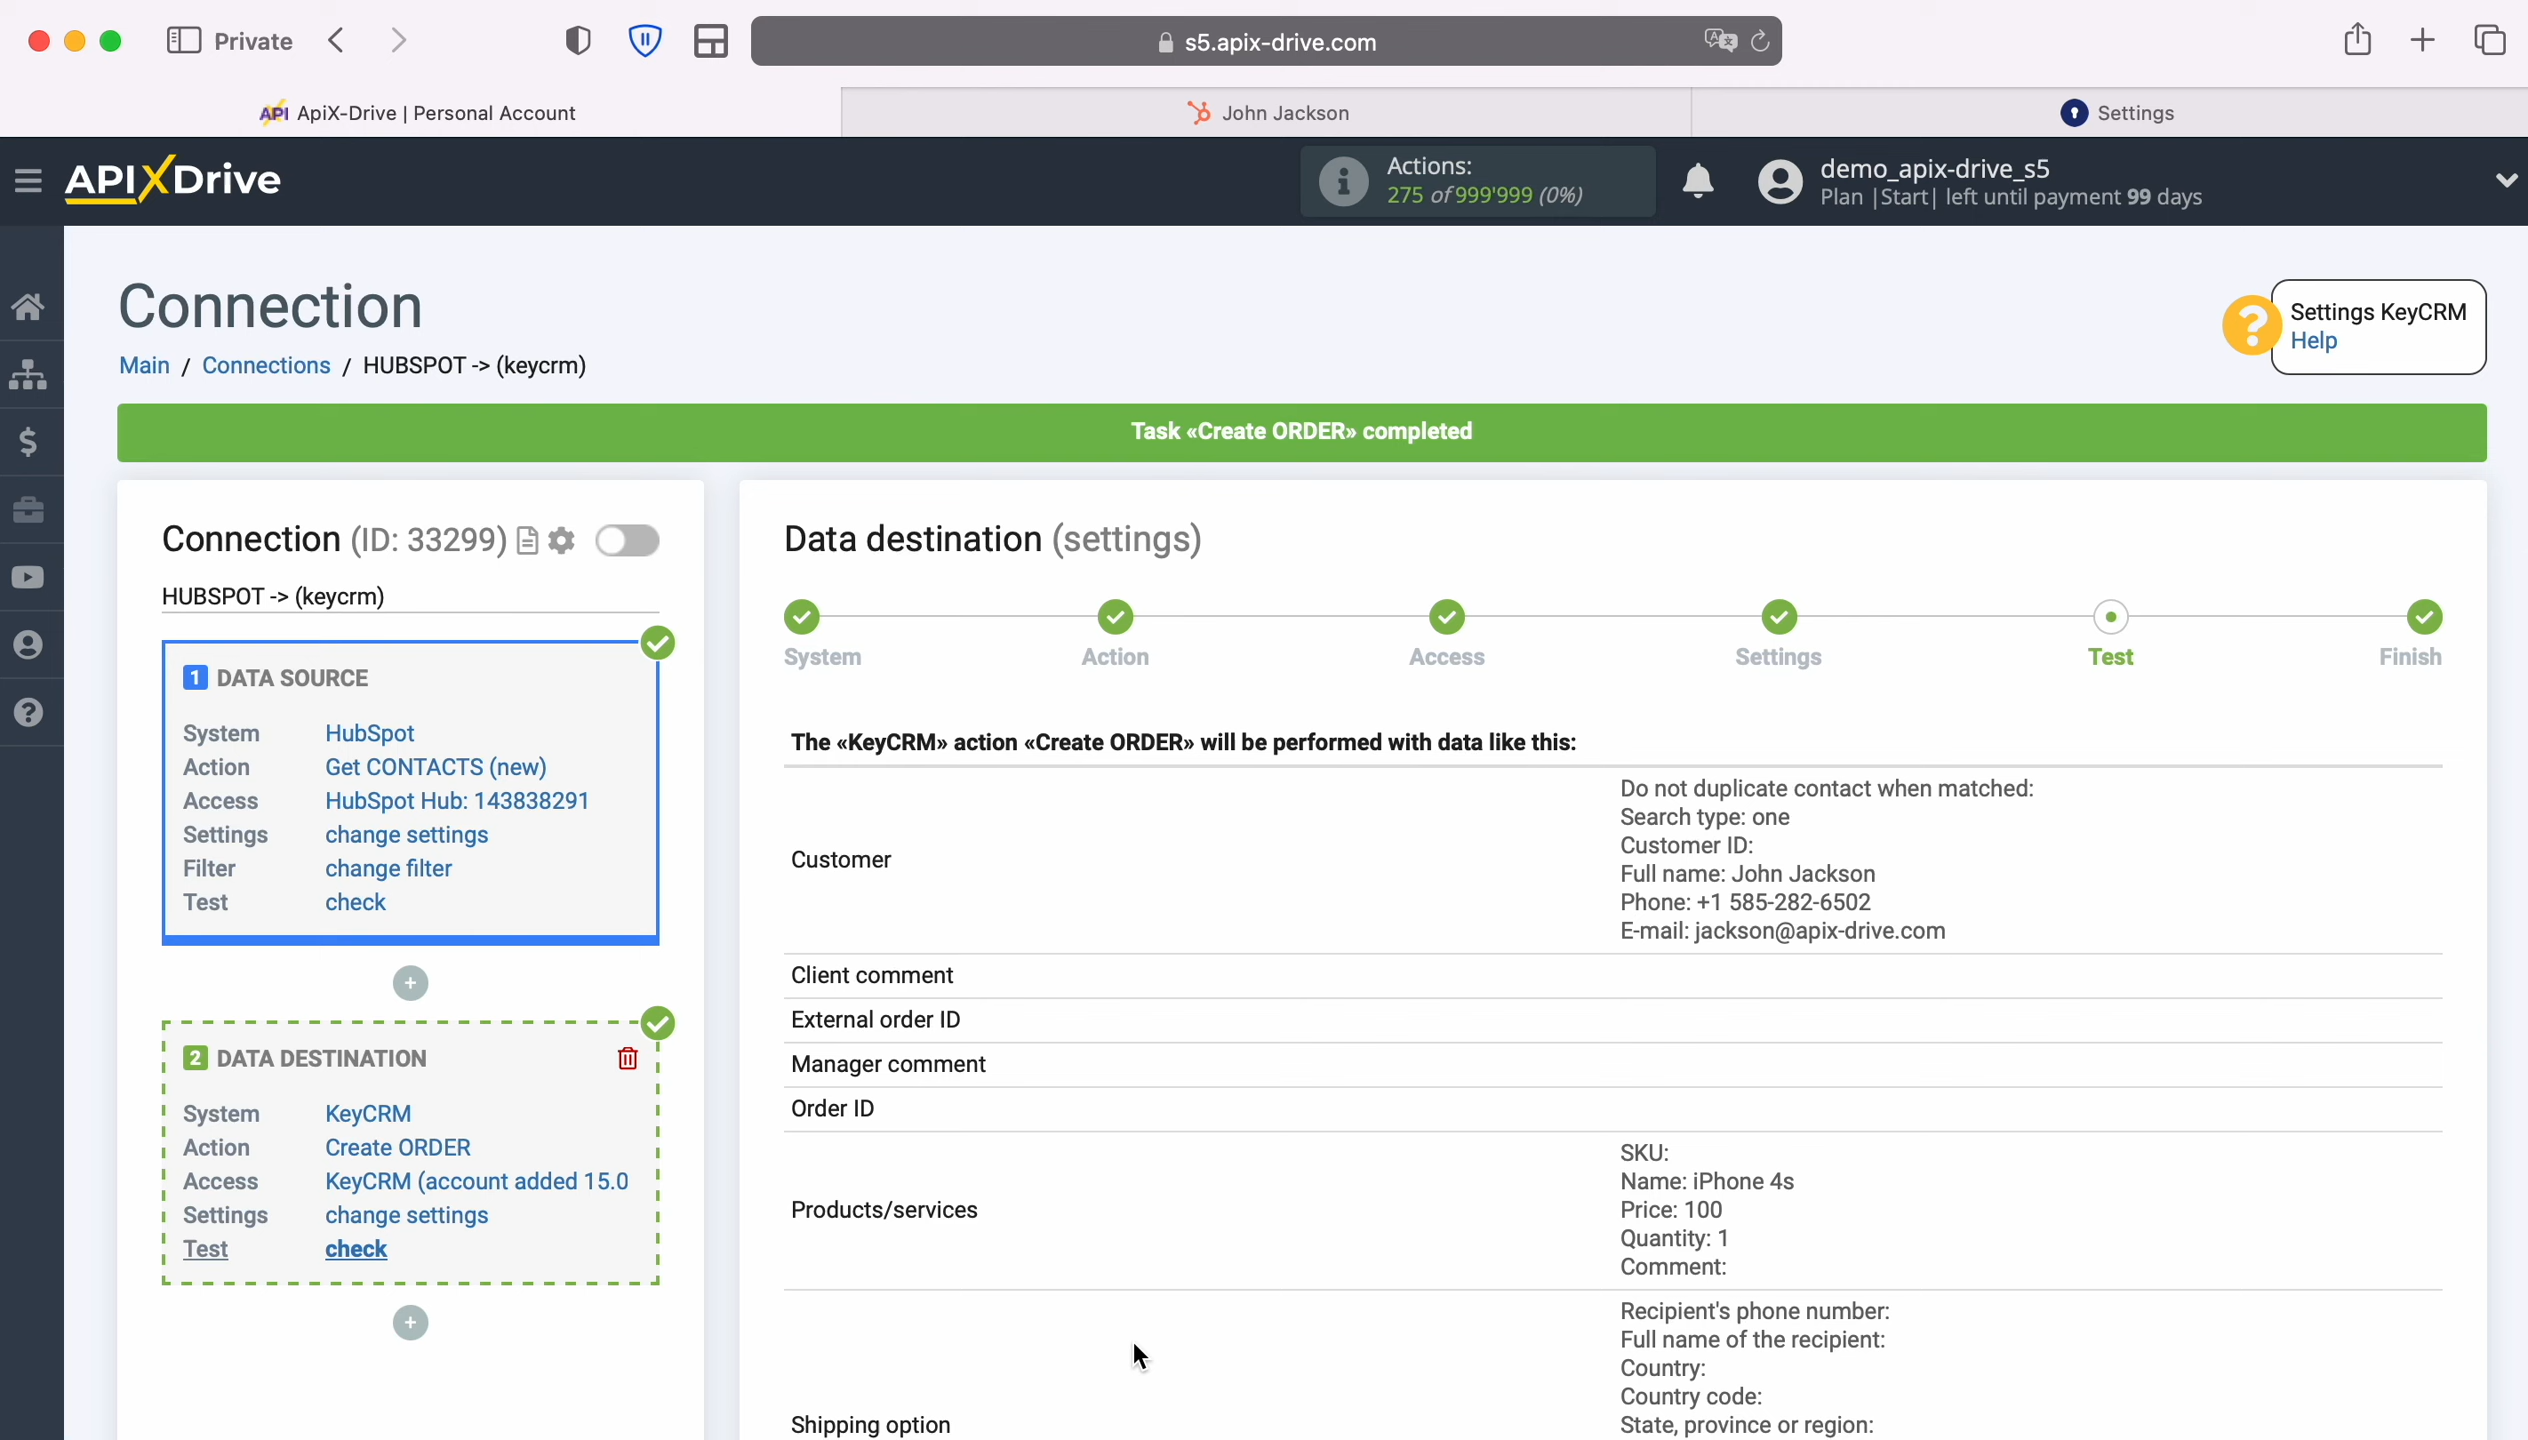 Private
s5.apix-drive.com
API ApiX-Drive | Personal Account
John Jackson
Settings
APIXDrive
Actions:
275 of 999'999 (0%)
demo_apix-drive_s5
Plan |Start| left until payment 99 days
Connection
Main / Connections / HUBSPOT -> (keycrm)
Settings KeyCRM
Help
Task «Create ORDER» completed
Connection (ID: 33299)
HUBSPOT -> (keycrm)
1 DATA SOURCE
System HubSpot
Action Get CONTACTS (new)
Access HubSpot Hub: 143838291
Settings change settings
Filter change filter
Test check
2 DATA DESTINATION
System KeyCRM
Action Create ORDER
Access KeyCRM (account added 15.0
Settings change settings
Test check
Data destination (settings)
System
Action
Access
Settings
Test
Finish
The «KeyCRM» action «Create ORDER» will be performed with data like this:
Customer
Do not duplicate contact when matched:
Search type: one
Customer ID:
Full name: John Jackson
Phone: +1 585-282-6502
E-mail: jackson@apix-drive.com
Client comment
External order ID
Manager comment
Order ID
Products/services
SKU:
Name: iPhone 4s
Price: 100
Quantity: 1
Comment:
Shipping option
Recipient's phone number:
Full name of the recipient:
Country:
Country code:
State, province or region: